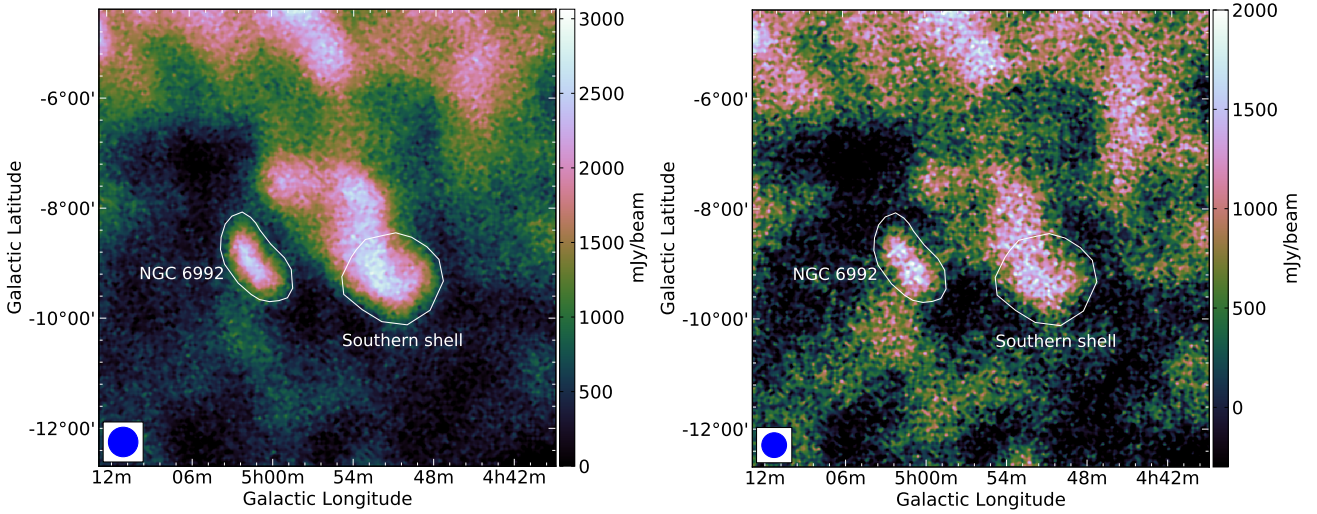 3000
2500
2000
1500
1000
500
0
mJy/beam
-6°00'
-8°00'
-10°00'
-12°00'
Galactic Latitude
NGC 6992
Southern shell
12m 06m 5h00m 54m 48m 4h42m
Galactic Longitude
2000
1500
1000
500
0
mJy/beam
-6°00'
-8°00'
-10°00'
-12°00'
Galactic Latitude
NGC 6992
Southern shell
12m 06m 5h00m 54m 48m 4h42m
Galactic Longitude